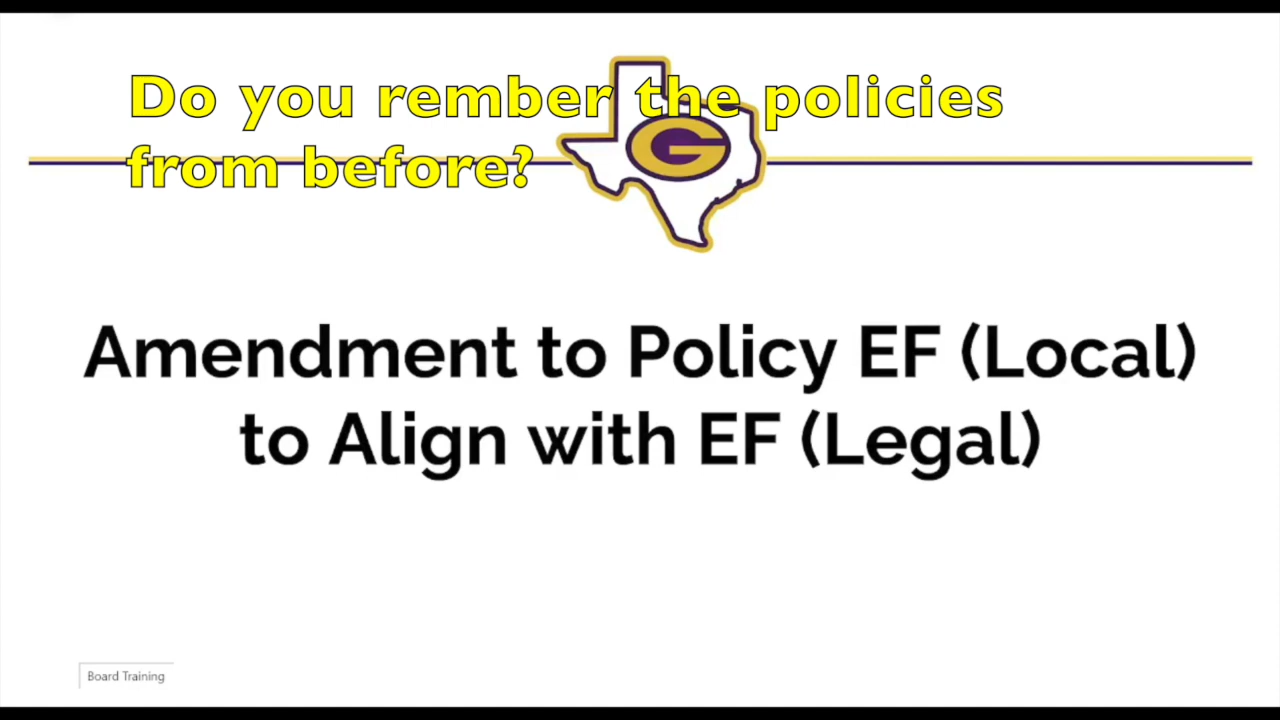 Do you rember the policies
from before?
G
Amendment to Policy EF (Local)
to Align with EF (Legal)
Board Training